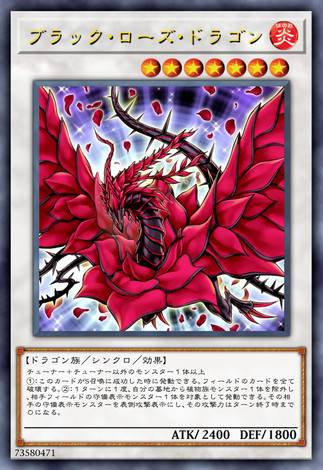 ブラック・ローズ・ドラゴン
炎
【ドラゴン族／シンクロ／効果】
チューナー＋チューナー以外のモンスター１体以上
①：このカードがS召喚に成功した時に発動できる。フィールドのカードを全て
破壊する。②：１ターンに１度、自分の墓地から植物族モンスター１体を除外し、
相手フィールドの守備表示モンスター１体を対象として発動できる。その相
手の守備表示モンスターを表側攻撃表示にし、その攻撃力はターン終了時まで
０になる。
ATK/2400 DEF/1800
73580471